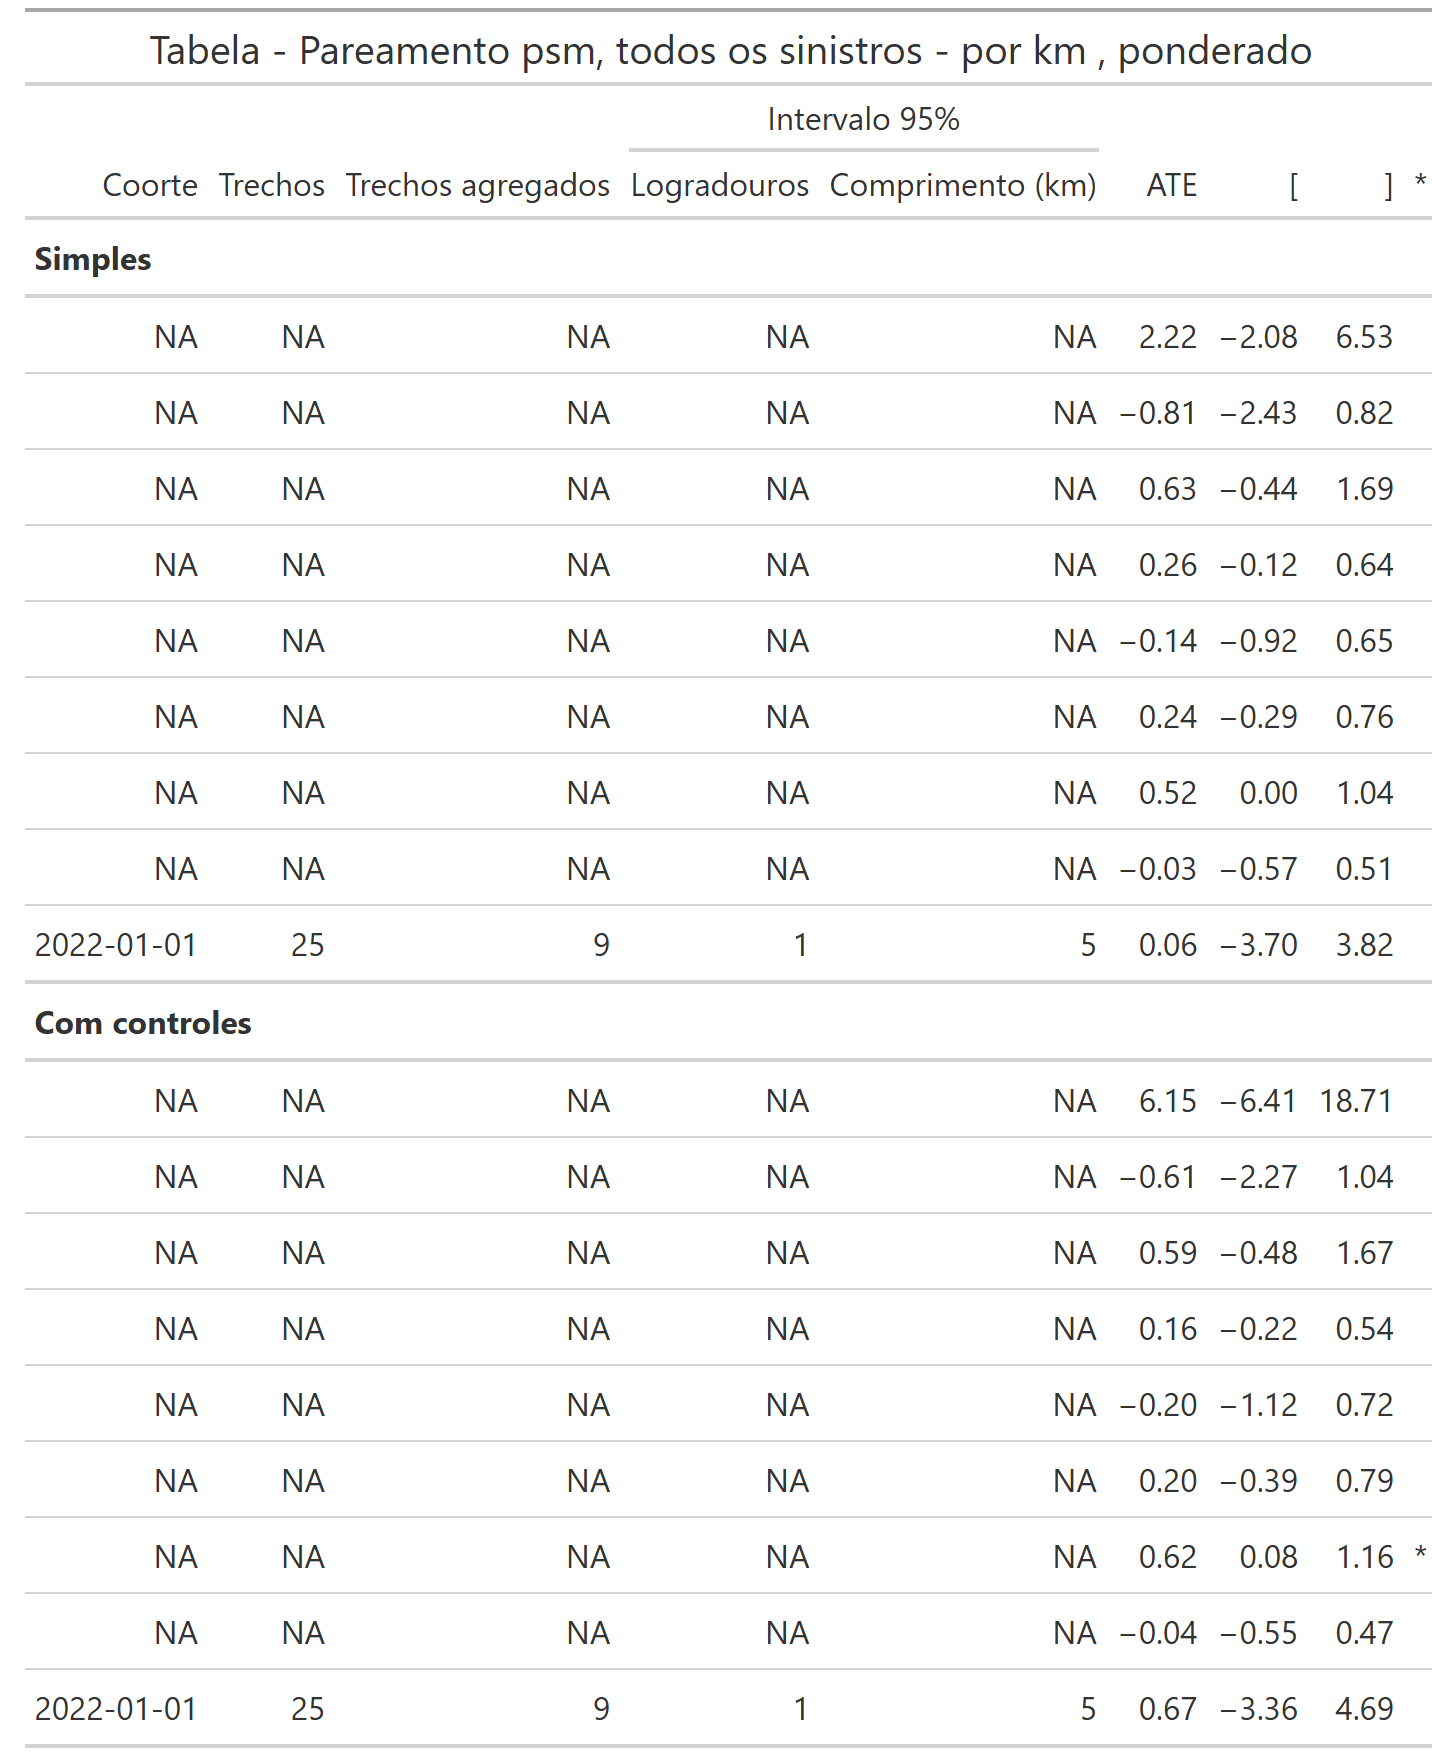 Tabela - Pareamento psm, todos os sinistros - por km , ponderado
Intervalo 95%
Coorte Trechos Trechos agregados Logradouros Comprimento (km) ATE [ ] *
Simples
NA NA NA NA NA 2.22 −2.08 6.53
NA NA NA NA NA −0.81 −2.43 0.82
NA NA NA NA NA 0.63 −0.44 1.69
NA NA NA NA NA 0.26 −0.12 0.64
NA NA NA NA NA −0.14 −0.92 0.65
NA NA NA NA NA 0.24 −0.29 0.76
NA NA NA NA NA 0.52 0.00 1.04
NA NA NA NA NA −0.03 −0.57 0.51
2022-01-01 25 9 1 5 0.06 −3.70 3.82
Com controles
NA NA NA NA NA 6.15 −6.41 18.71
NA NA NA NA NA −0.61 −2.27 1.04
NA NA NA NA NA 0.59 −0.48 1.67
NA NA NA NA NA 0.16 −0.22 0.54
NA NA NA NA NA −0.20 −1.12 0.72
NA NA NA NA NA 0.20 −0.39 0.79
NA NA NA NA NA 0.62 0.08 1.16 *
NA NA NA NA NA −0.04 −0.55 0.47
2022-01-01 25 9 1 5 0.67 −3.36 4.69